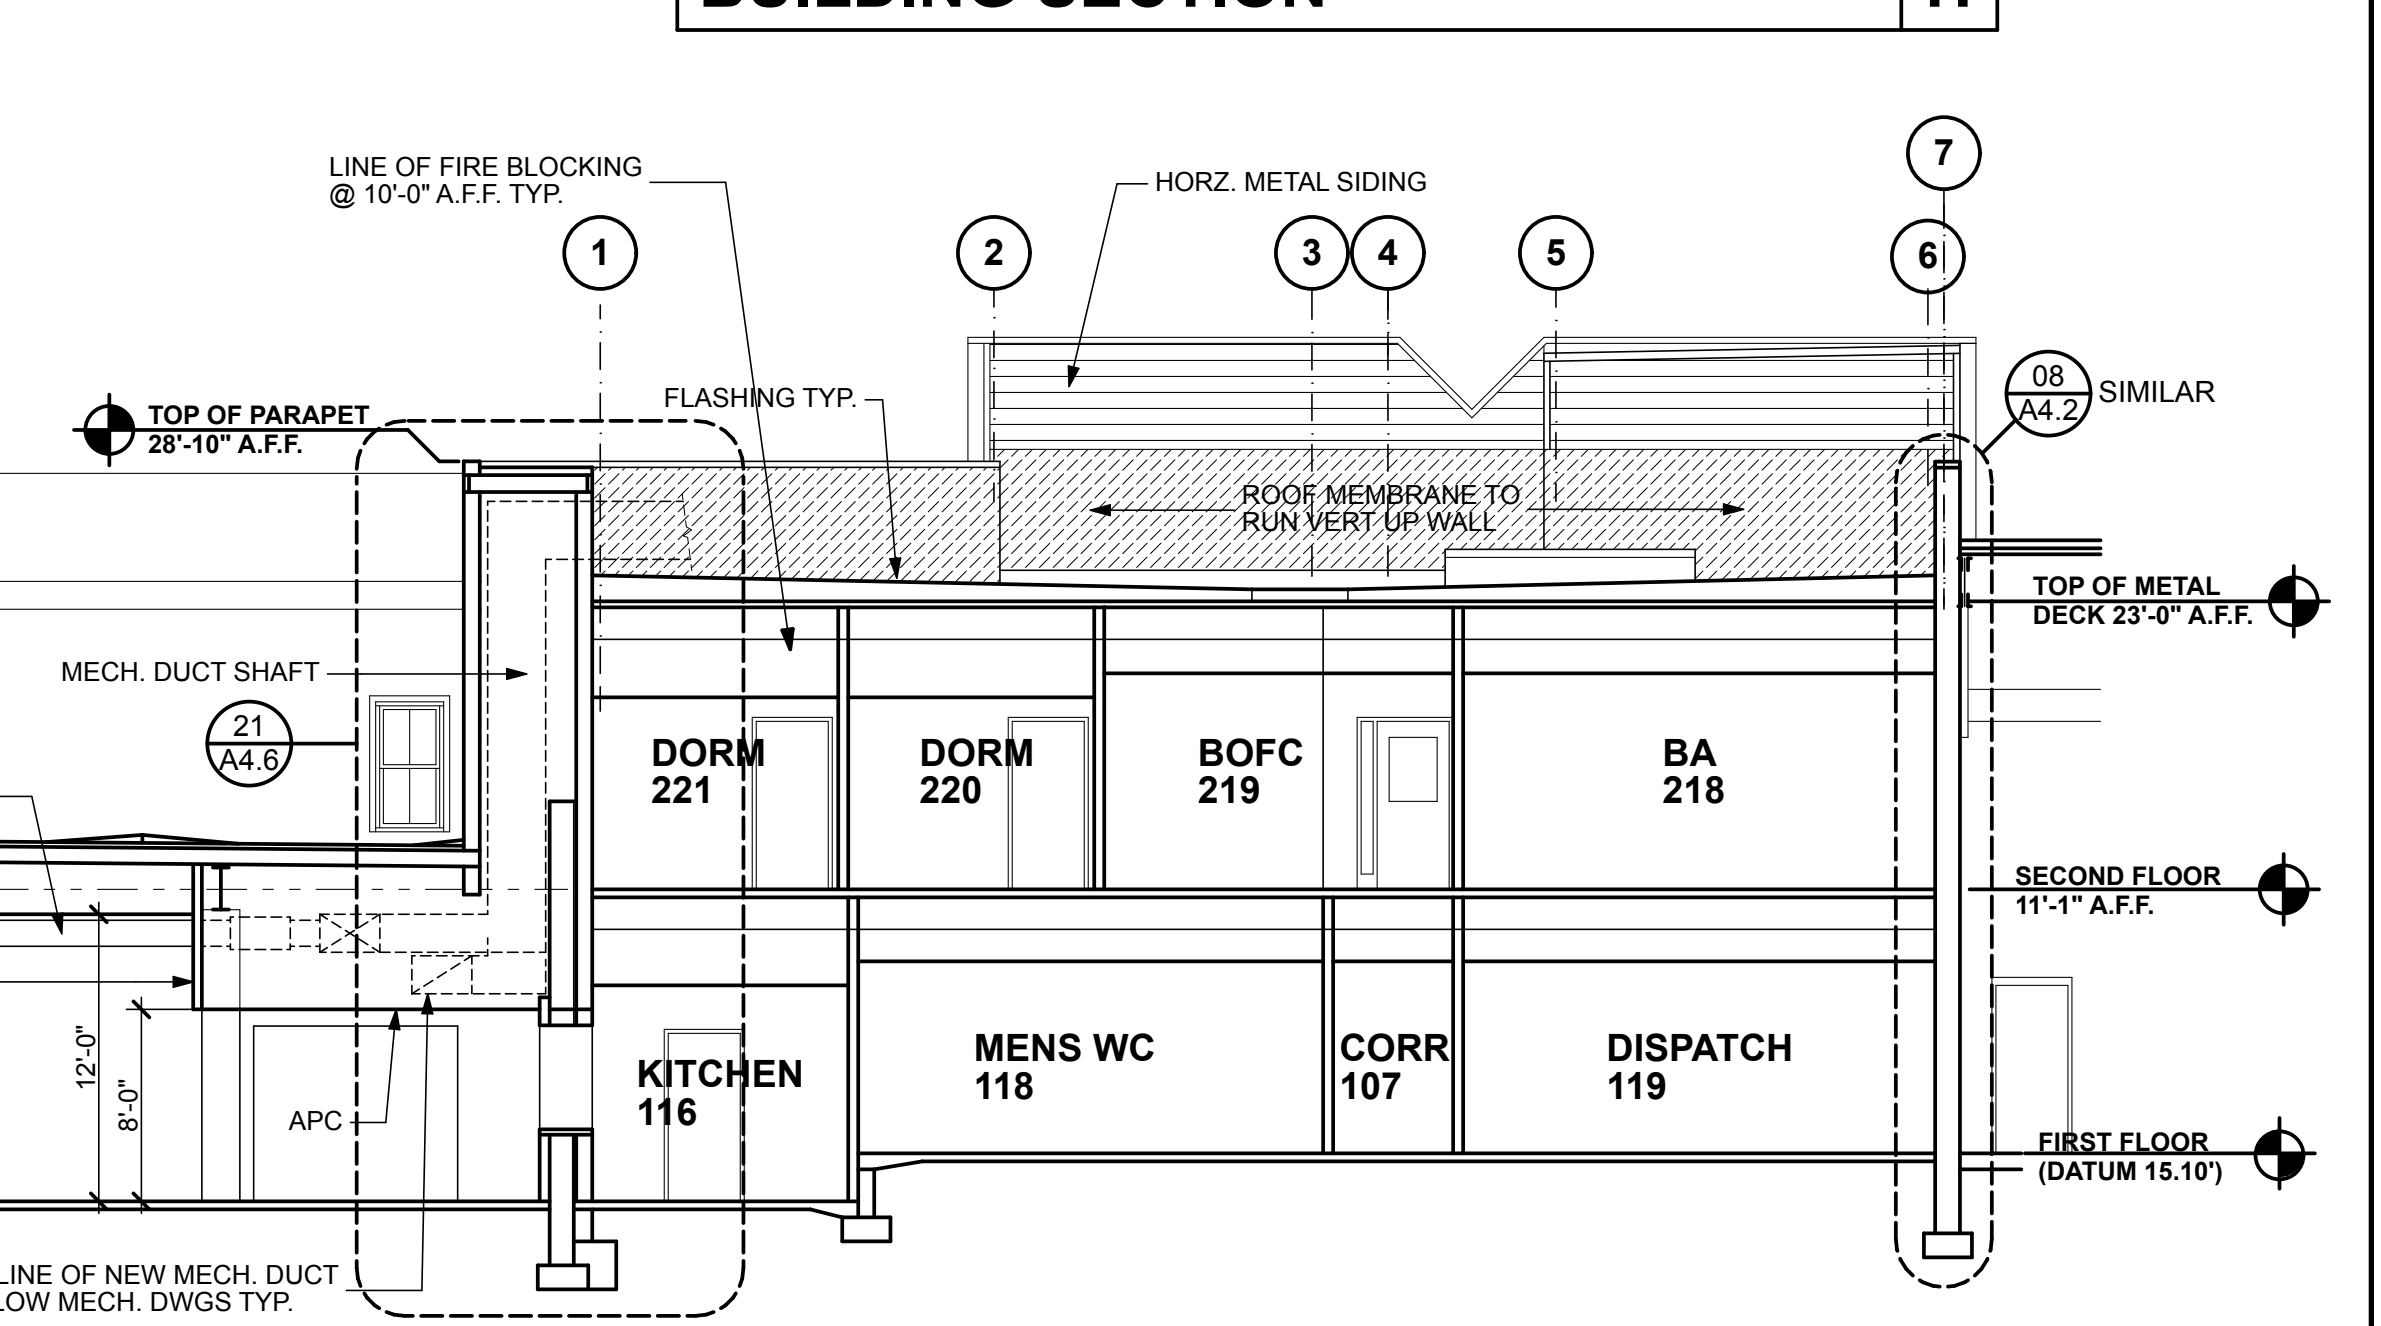 BUILDING SECTION
7
LINE OF FIRE BLOCKING
@ 10'-0" A.F.F. TYP.
HORZ. METAL SIDING
1
2
3
4
5
6
08
A4.2
SIMILAR
FLASHING TYP.
TOP OF PARAPET
28'-10" A.F.F.
ROOF MEMBRANE TO
RUN VERT UP WALL
TOP OF METAL
DECK 23'-0" A.F.F.
MECH. DUCT SHAFT
21
A4.6
DORM
221
DORM
220
BOFC
219
BA
218
SECOND FLOOR
11'-1" A.F.F.
12'-0"
8'-0"
APC
KITCHEN
116
MENS WC
118
CORR
107
DISPATCH
119
FIRST FLOOR
(DATUM 15.10')
LINE OF NEW MECH. DUCT
LOW MECH. DWGS TYP.